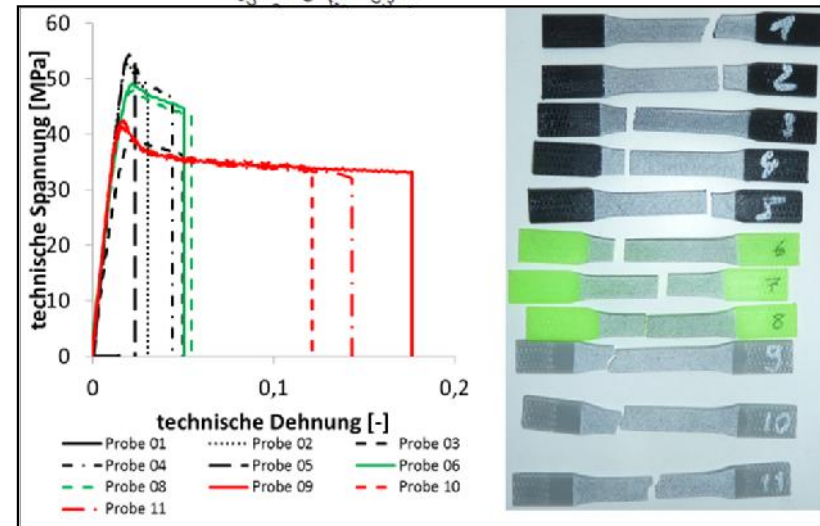 60
50
40
30
20
10
0
technische Spannung [MPa]
0 0,1 0,2
technische Dehnung [-]
Probe 01 Probe 02 Probe 03
Probe 04 Probe 05 Probe 06
Probe 08 Probe 09 Probe 10
Probe 11
1
2
3
4
5
6
7
8
9
10
11